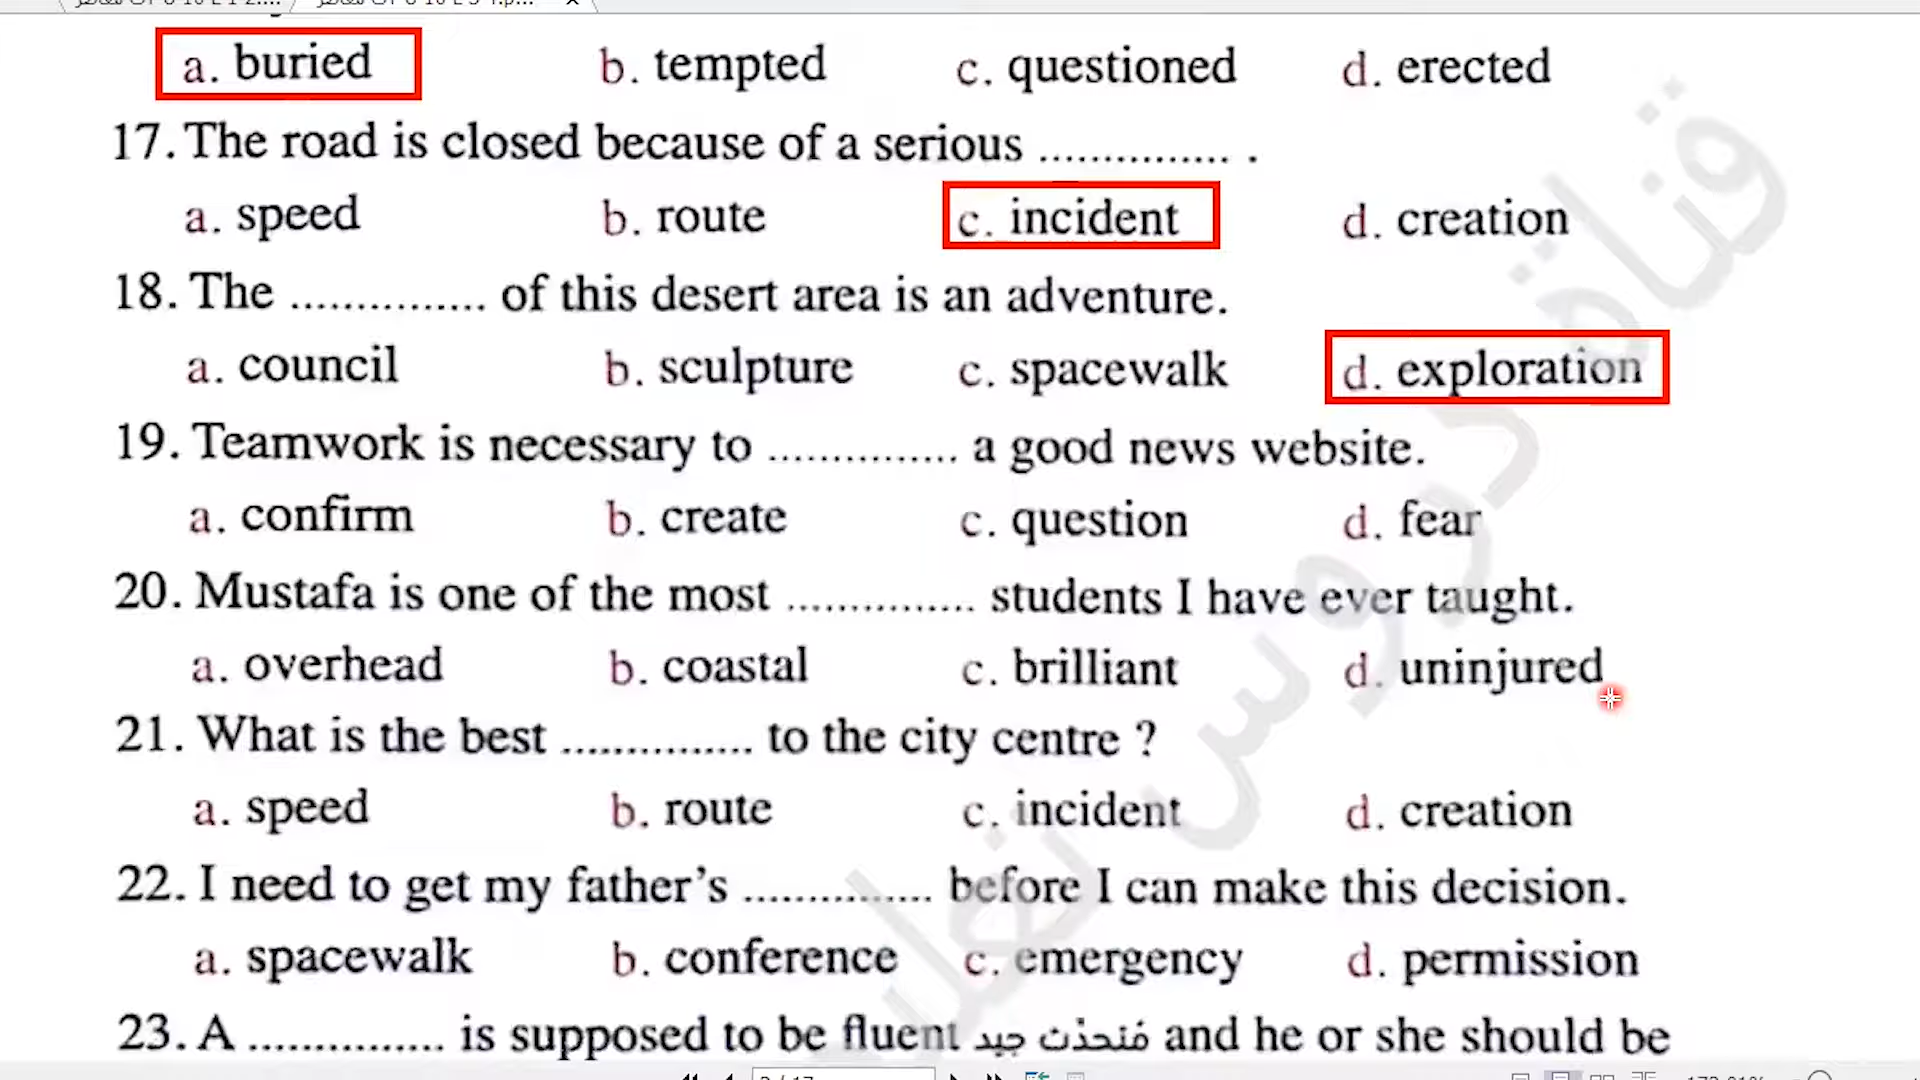 a. buried b. tempted c. questioned d. erected
17. The road is closed because of a serious ............... .
a. speed b. route c. incident d. creation
18. The ............... of this desert area is an adventure.
a. council b. sculpture c. spacewalk d. exploration
19. Teamwork is necessary to ............... a good news website.
a. confirm b. create c. question d. fear
20. Mustafa is one of the most ............... students I have ever taught.
a. overhead b. coastal c. brilliant d. uninjured
21. What is the best ............... to the city centre ?
a. speed b. route c. incident d. creation
22. I need to get my father's ............... before I can make this decision.
a. spacewalk b. conference c. emergency d. permission
23. A ............... is supposed to be fluent مُتحدّث جيد and he or she should be
قناة دروس